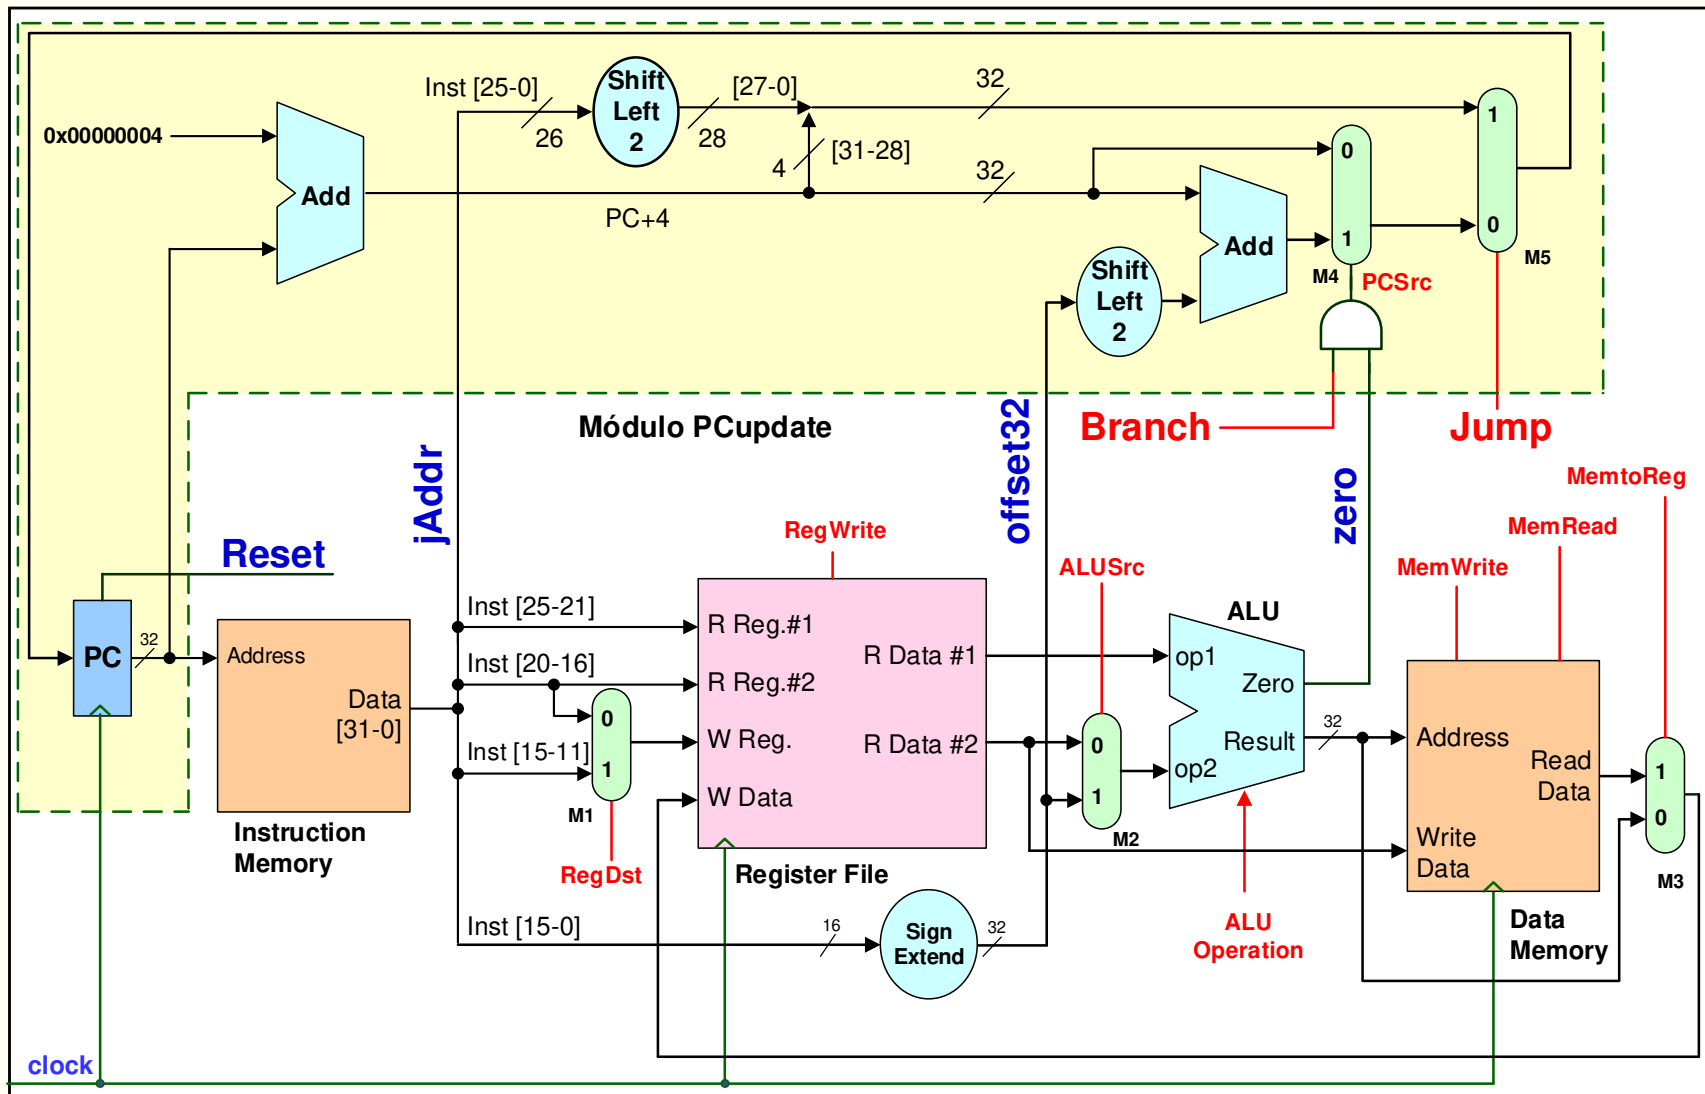 Inst [25-0]
26
Shift
Left
2
28
[27-0]
4
[31-28]
32
1
0
M5
0x00000004
Add
PC+4
32
0
1
M4
PCSrc
Add
Shift
Left
2
Módulo PCupdate
Branch
Jump
jAddr
offset32
zero
Reset
RegWrite
ALUSrc
MemtoReg
MemRead
MemWrite
PC
32
Address
Data
[31-0]
Instruction
Memory
Inst [25-21]
Inst [20-16]
Inst [15-11]
0
1
M1
RegDst
R Reg.#1
R Reg.#2
W Reg.
W Data
R Data #1
R Data #2
Register File
0
1
M2
ALU
op1
op2
Zero
Result
32
ALU
Operation
Address
Read
Data
Write
Data
Data
Memory
1
0
M3
Inst [15-0]
16
Sign
Extend
32
clock